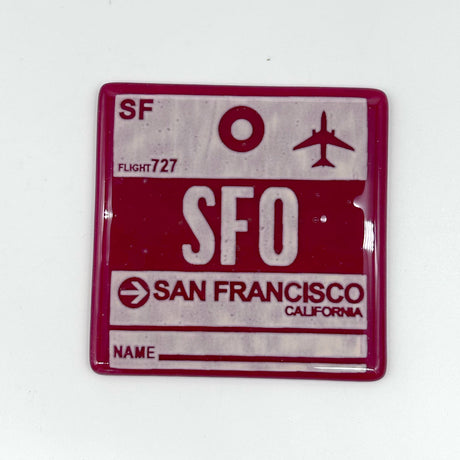 SF
FLIGHT727
SFO
SAN FRANCISCO
CALIFORNIA
NAME